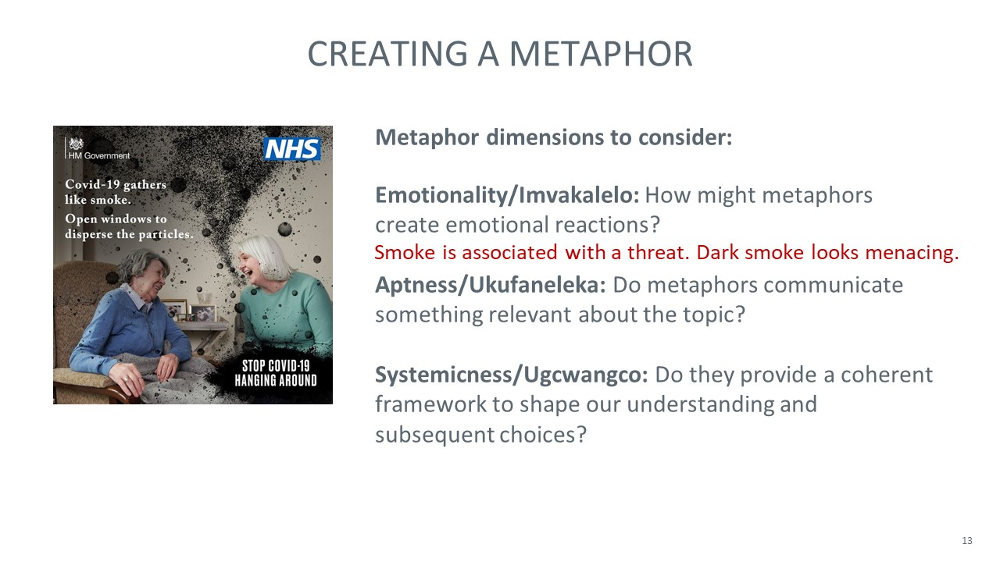 CREATING A METAPHOR
HM Government
NHS
Covid-19 gathers
like smoke.
Open windows to
disperse the particles.
STOP COVID-19
HANGING AROUND
Metaphor dimensions to consider:
Emotionality/Imvakalelo: How might metaphors
create emotional reactions?
Smoke is associated with a threat. Dark smoke looks menacing.
Aptness/Ukufaneleka: Do metaphors communicate
something relevant about the topic?
Systemicness/Ugcwangco: Do they provide a coherent
framework to shape our understanding and
subsequent choices?
13